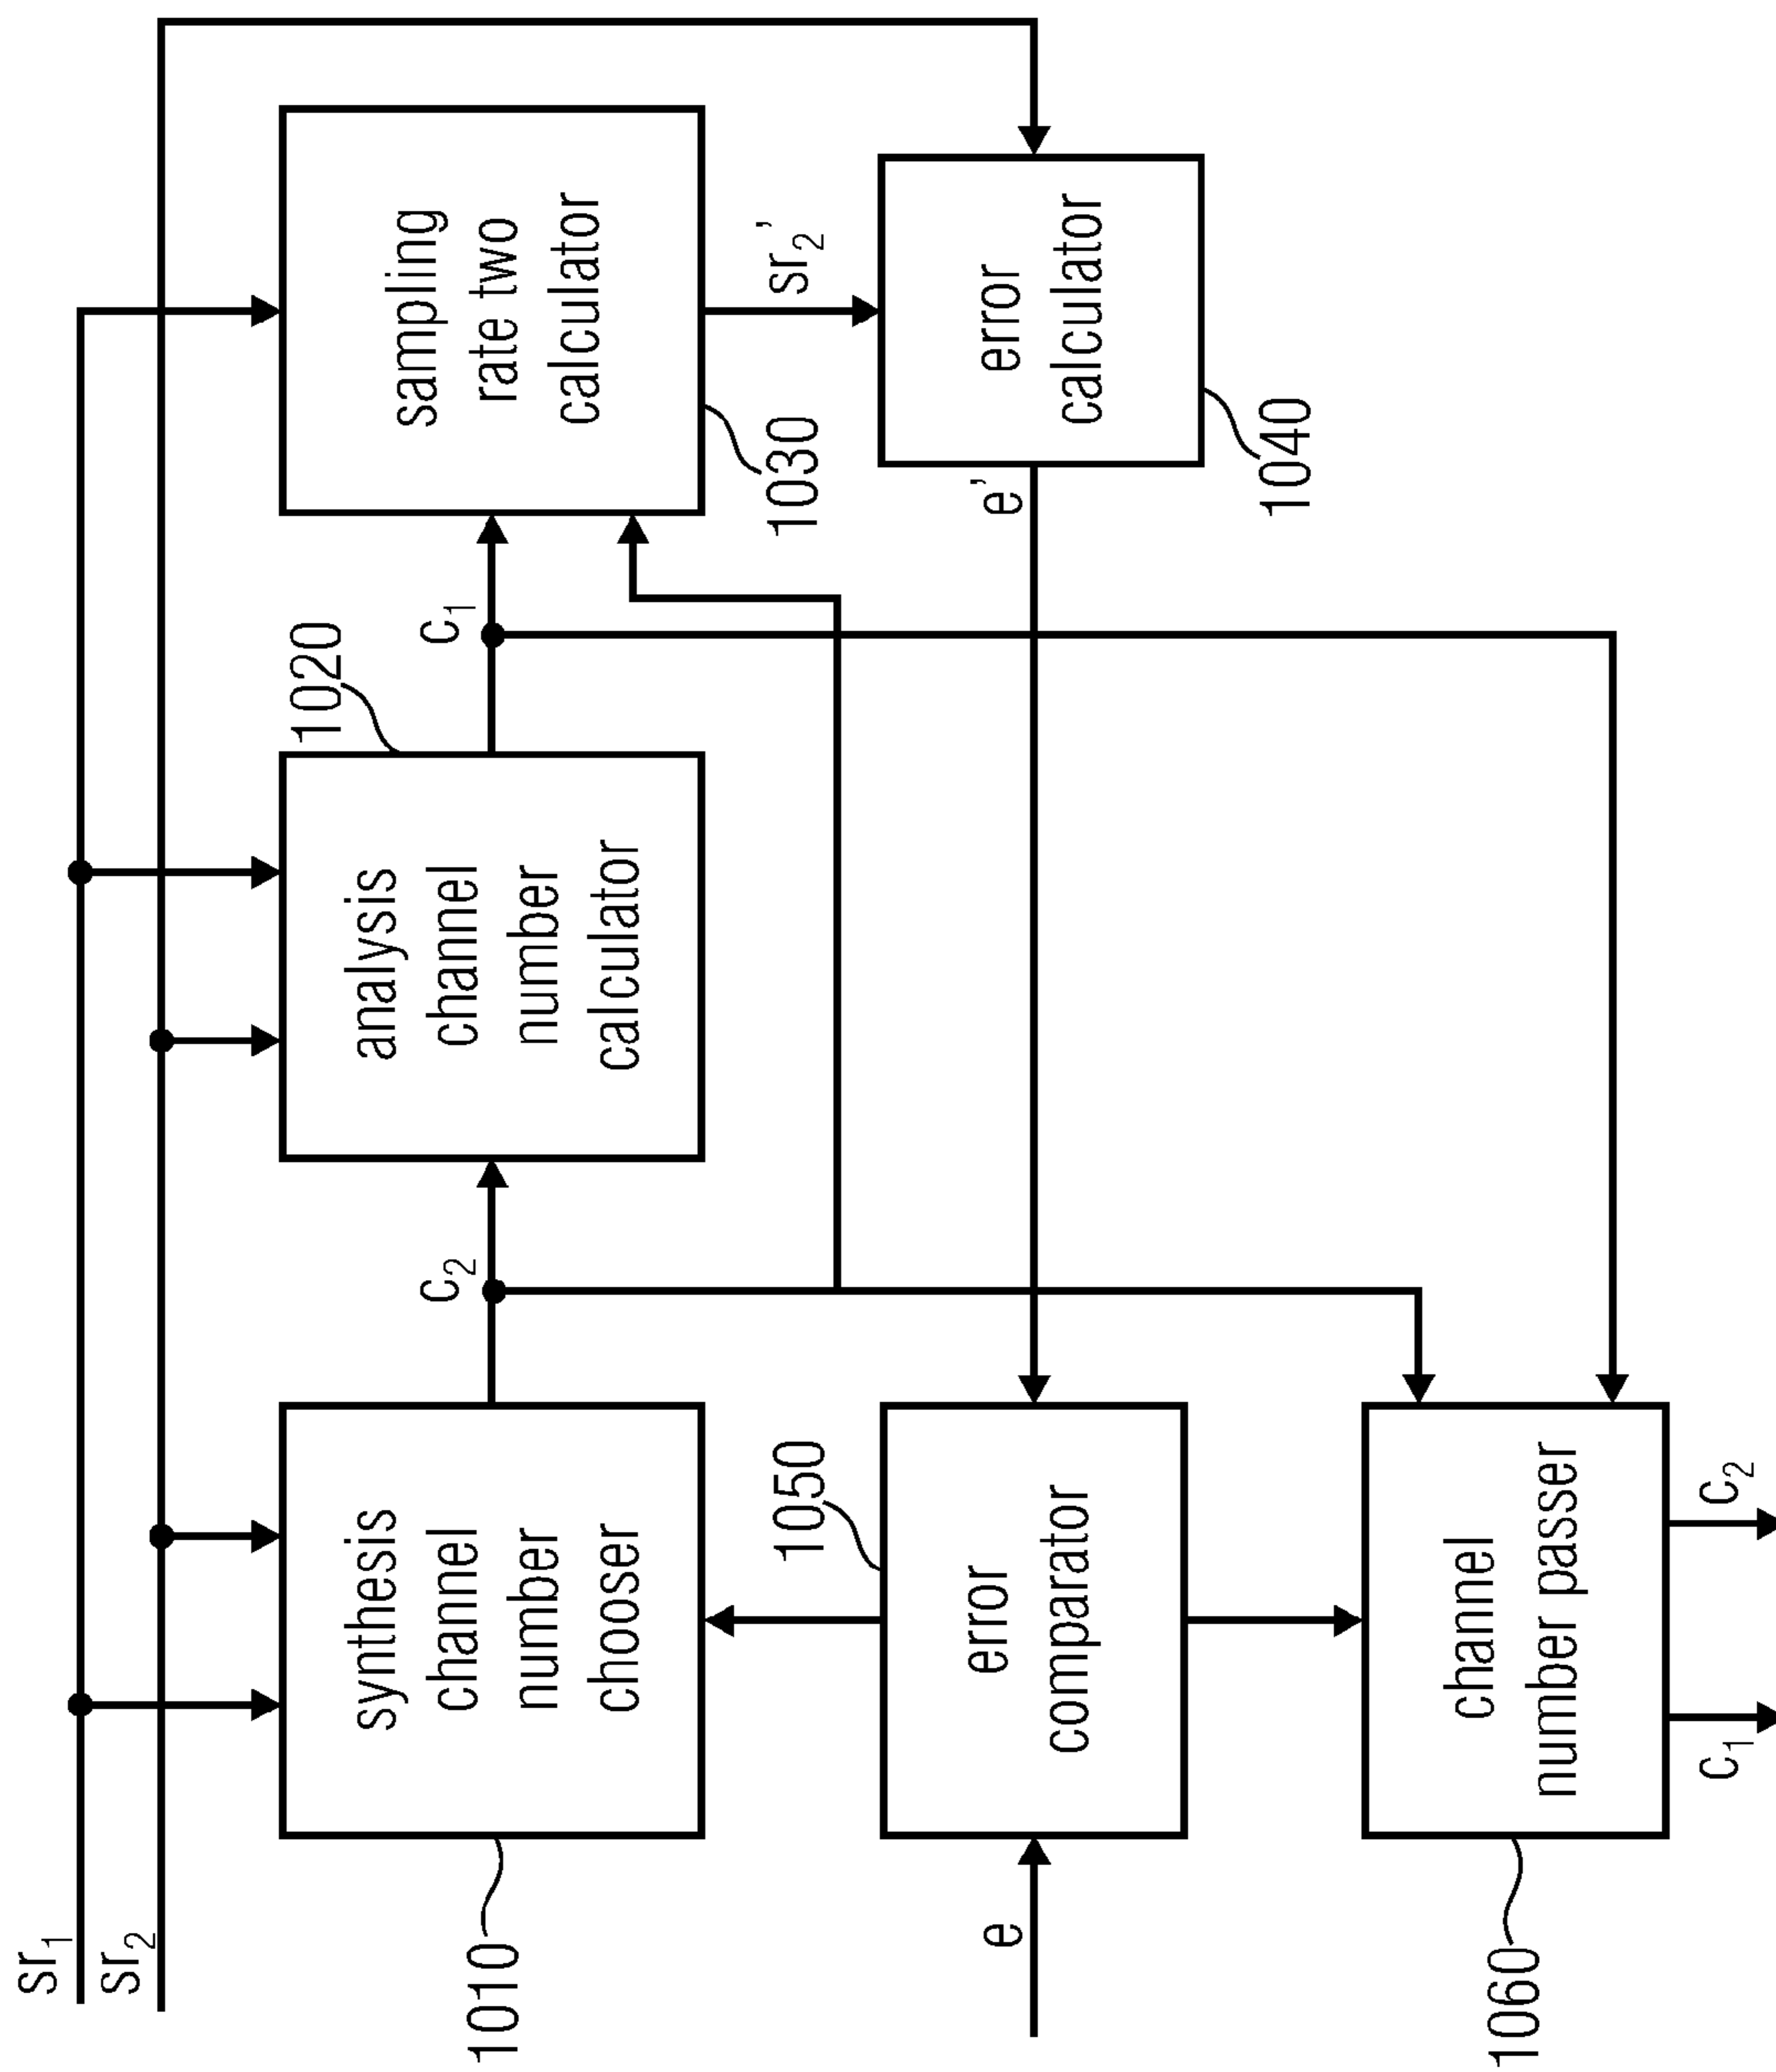 sr1
sr2
synthesis
channel
number
chooser
1010
c2
analysis
channel
number
calculator
1020
c1
sampling
rate two
calculator
1030
sr2'
e
error
comparator
1050
e'
error
calculator
1040
channel
number passer
1060
c1
c2